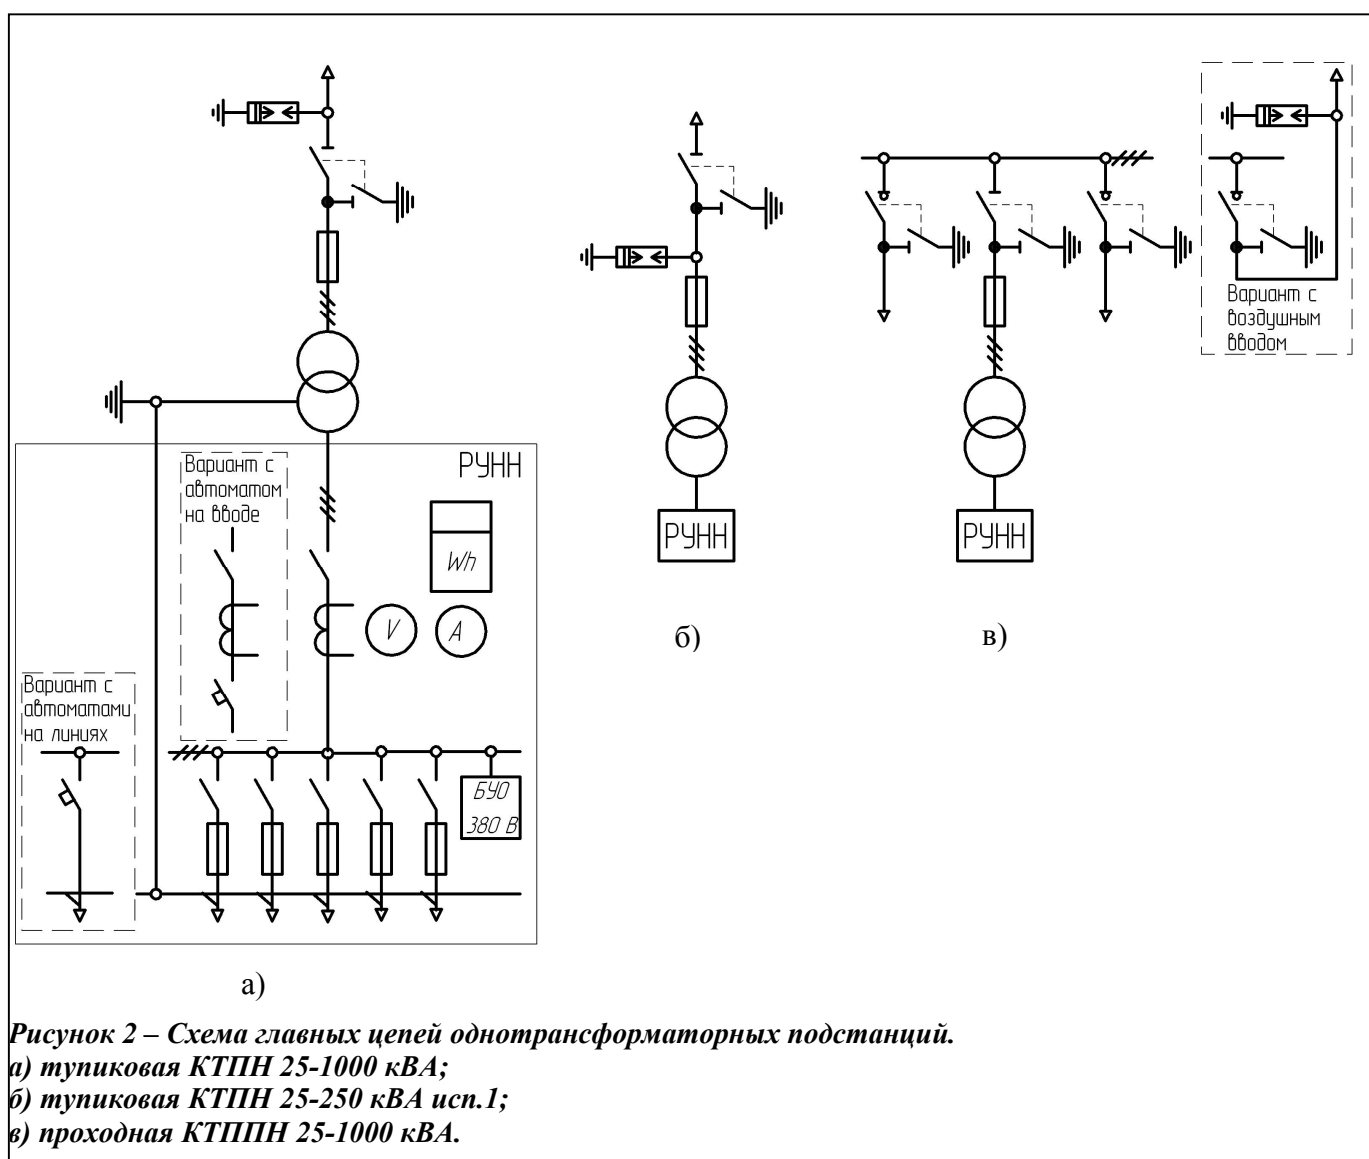 Вариант с
воздушным
вводом
РУНН
Вариант с
автоматом
на вводе
Wh
V
A
РУНН
РУНН
б)
в)
Вариант с
автоматами
на линиях
БУО
380 В
а)
Рисунок 2 – Схема главных цепей однотрансформаторных подстанций.
а) тупиковая КТПН 25-1000 кВА;
б) тупиковая КТПН 25-250 кВА исп.1;
в) проходная КТППН 25-1000 кВА.